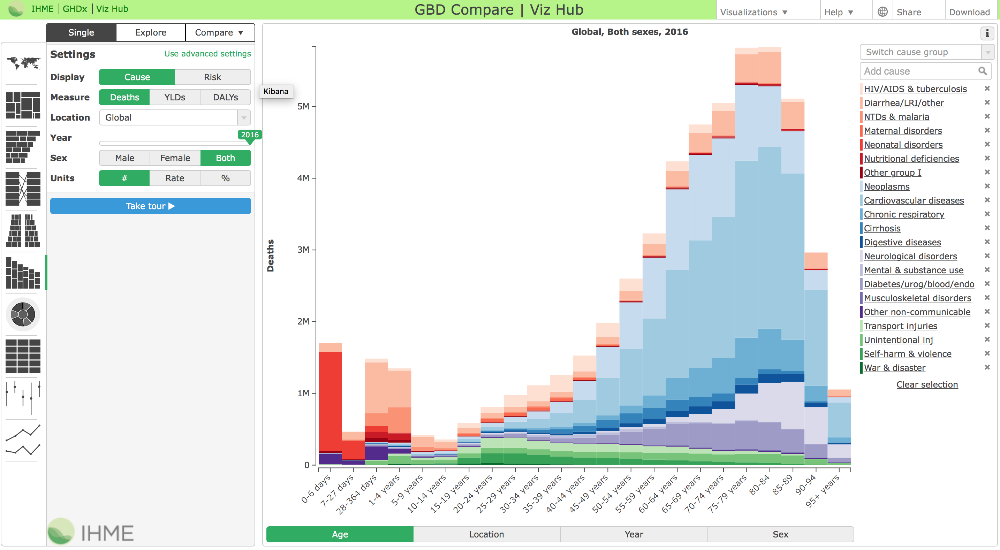 IHME | GHDx | Viz Hub
GBD Compare | Viz Hub
Visualizations ▼
Help ▼
Share
Download
Single
Explore
Compare ▼
Settings
Use advanced settings
Display
Cause
Risk
Measure
Deaths
YLDs
DALYs
Location
Global
Year
2016
Sex
Male
Female
Both
Units
#
Rate
%
Take tour ▶
Kibana
IHME
Global, Both sexes, 2016
i
Deaths
5M
4M
3M
2M
1M
0
0-6 days
7-27 days
28-364 days
1-4 years
5-9 years
10-14 years
15-19 years
20-24 years
25-29 years
30-34 years
35-39 years
40-44 years
45-49 years
50-54 years
55-59 years
60-64 years
65-69 years
70-74 years
75-79 years
80-84
85-89
90-94
95+ years
Age
Location
Year
Sex
Switch cause group
Add cause
HIV/AIDS & tuberculosis
Diarrhea/LRI/other
NTDs & malaria
Maternal disorders
Neonatal disorders
Nutritional deficiencies
Other group I
Neoplasms
Cardiovascular diseases
Chronic respiratory
Cirrhosis
Digestive diseases
Neurological disorders
Mental & substance use
Diabetes/urog/blood/endo
Musculoskeletal disorders
Other non-communicable
Transport injuries
Unintentional inj
Self-harm & violence
War & disaster
Clear selection